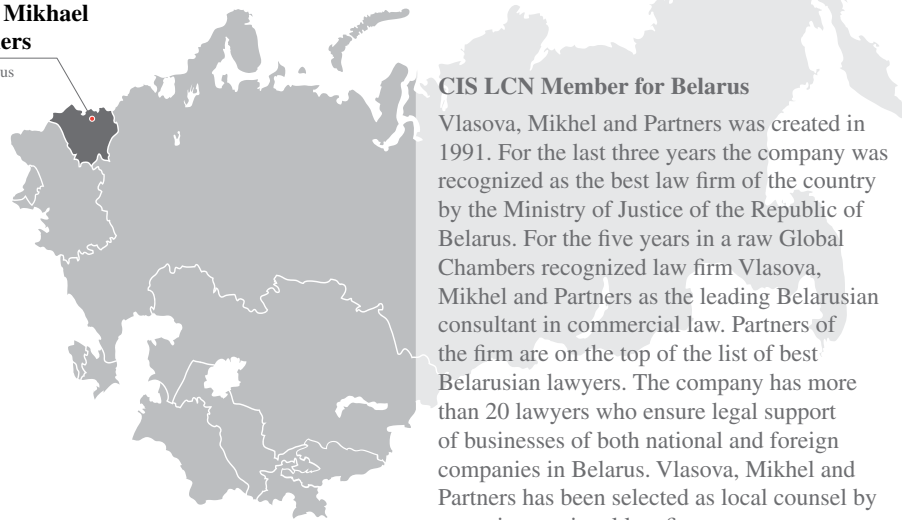 Mikhael
ers
us
CIS LCN Member for Belarus
Vlasova, Mikhel and Partners was created in
1991. For the last three years the company was
recognized as the best law firm of the country
by the Ministry of Justice of the Republic of
Belarus. For the five years in a raw Global
Chambers recognized law firm Vlasova,
Mikhel and Partners as the leading Belarusian
consultant in commercial law. Partners of
the firm are on the top of the list of best
Belarusian lawyers. The company has more
than 20 lawyers who ensure legal support
of businesses of both national and foreign
companies in Belarus. Vlasova, Mikhel and
Partners has been selected as local counsel by